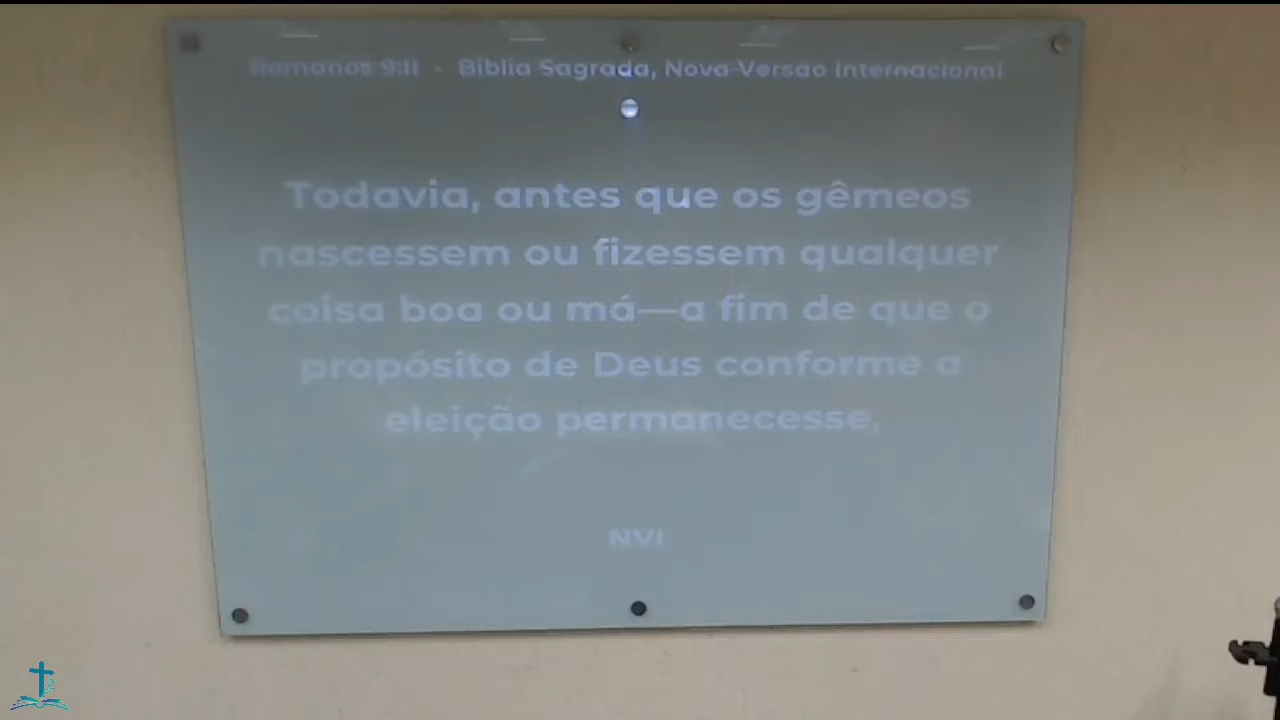 Romanos 9:11 - Bíblia Sagrada, Nova Versão Internacional
Todavia, antes que os gêmeos
nascessem ou fizessem qualquer
coisa boa ou má—a fim de que o
propósito de Deus conforme a
eleição permanecesse,
NVI